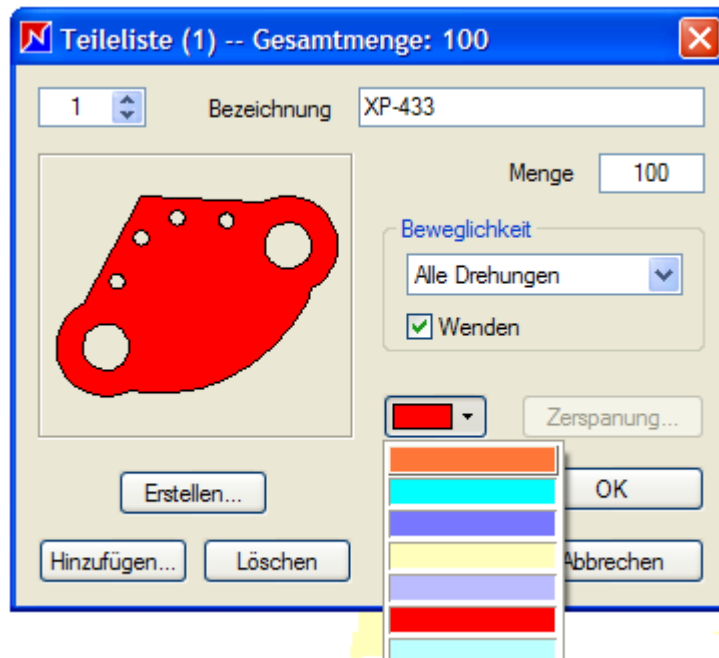 Teileliste (1) -- Gesamtmenge: 100
1 Bezeichnung XP-433
Menge 100
Beweglichkeit
Alle Drehungen
Wenden
Zerspanung...
Erstellen... OK
Hinzufügen... Löschen Abbrechen